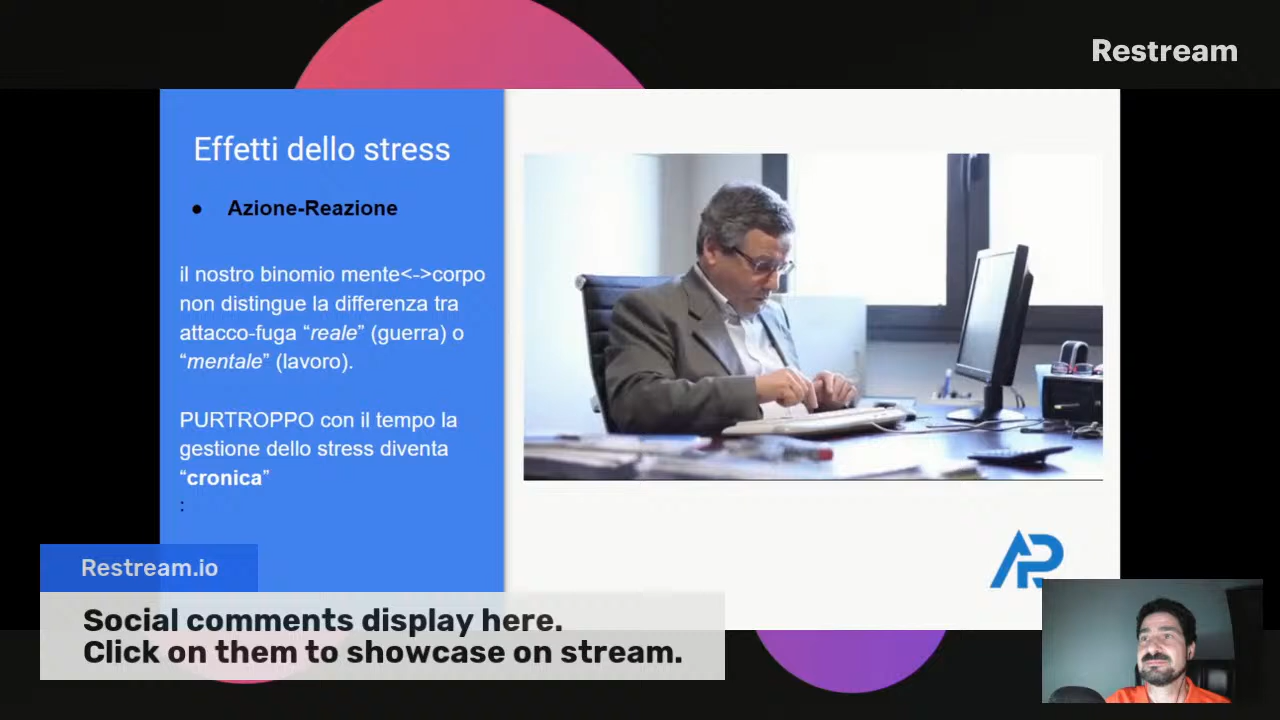 Restream
Effetti dello stress
● Azione-Reazione
il nostro binomio mente<->corpo
non distingue la differenza tra
attacco-fuga “reale” (guerra) o
“mentale” (lavoro).
PURTROPPO con il tempo la
gestione dello stress diventa
“cronica”
:
AP
Restream.io
Social comments display here.
Click on them to showcase on stream.